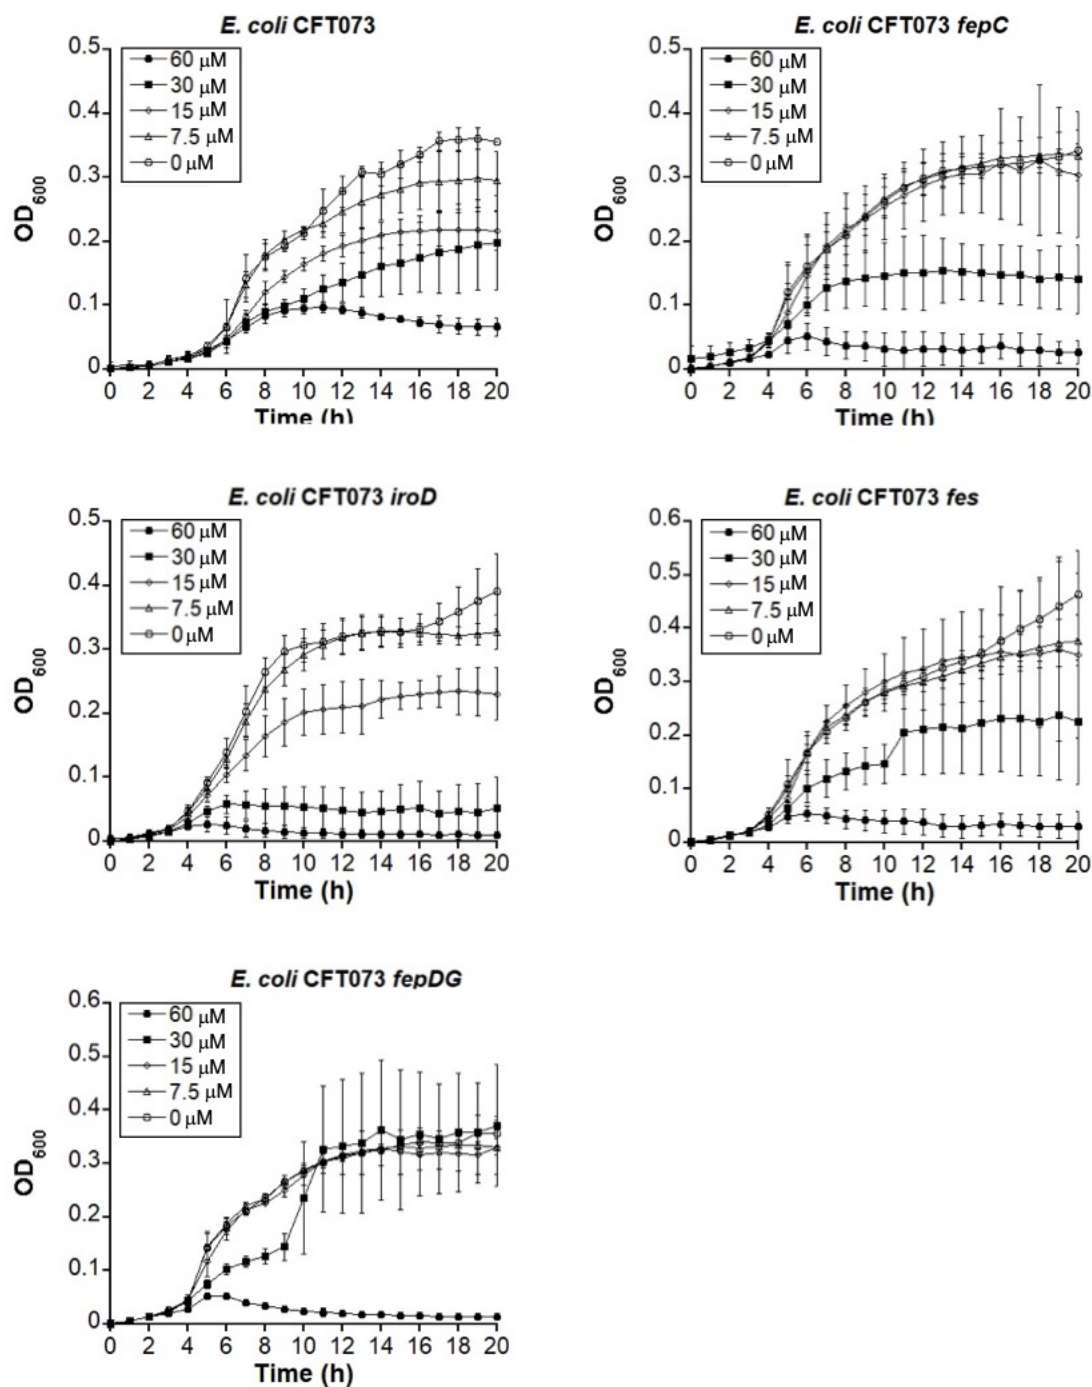 E. coli CFT073
0.5
0.4
0.3
0.2
0.1
0
OD600
60 μM
30 μM
15 μM
7.5 μM
0 μM
0 2 4 6 8 10 12 14 16 18 20
Time (h)
E. coli CFT073 fepC
0.5
0.4
0.3
0.2
0.1
0
OD600
60 μM
30 μM
15 μM
7.5 μM
0 μM
0 2 4 6 8 10 12 14 16 18 20
Time (h)
E. coli CFT073 iroD
0.5
0.4
0.3
0.2
0.1
0
OD600
60 μM
30 μM
15 μM
7.5 μM
0 μM
0 2 4 6 8 10 12 14 16 18 20
Time (h)
E. coli CFT073 fes
0.6
0.5
0.4
0.3
0.2
0.1
0
OD600
60 μM
30 μM
15 μM
7.5 μM
0 μM
0 2 4 6 8 10 12 14 16 18 20
Time (h)
E. coli CFT073 fepDG
0.6
0.5
0.4
0.3
0.2
0.1
0
OD600
60 μM
30 μM
15 μM
7.5 μM
0 μM
0 2 4 6 8 10 12 14 16 18 20
Time (h)